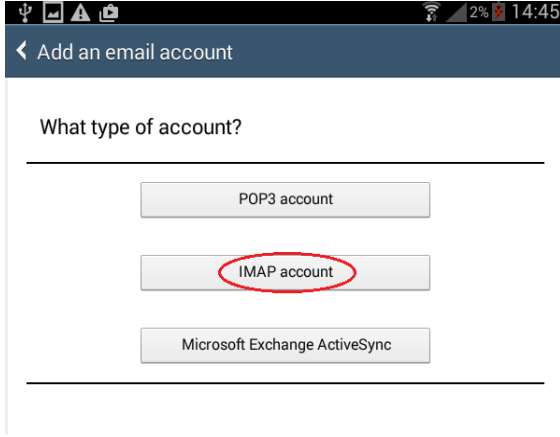 2% 14:45
Add an email account
What type of account?
POP3 account
IMAP account
Microsoft Exchange ActiveSync